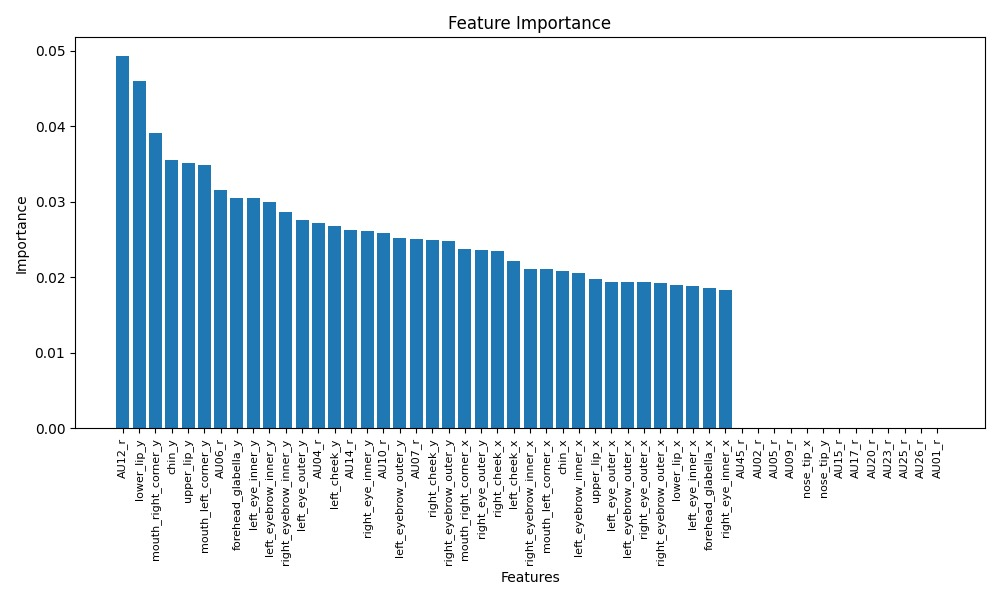 Feature Importance
0.05
0.04
0.03
0.02
0.01
0.00
Importance
AU12_r
lower_lip_y
mouth_right_corner_y
chin_y
upper_lip_y
mouth_left_corner_y
AU06_r
forehead_glabella_y
left_eye_inner_y
left_eyebrow_inner_y
right_eyebrow_inner_y
left_eye_outer_y
AU04_r
left_cheek_y
AU14_r
right_eye_inner_y
AU10_r
left_eyebrow_outer_y
AU07_r
right_cheek_y
right_eyebrow_outer_y
mouth_right_corner_x
right_eye_outer_y
right_cheek_x
left_cheek_x
right_eyebrow_inner_x
mouth_left_corner_x
chin_x
left_eyebrow_inner_x
upper_lip_x
left_eye_outer_x
left_eyebrow_outer_x
right_eye_outer_x
right_eyebrow_outer_x
lower_lip_x
left_eye_inner_x
forehead_glabella_x
right_eye_inner_x
AU45_r
AU02_r
AU05_r
AU09_r
nose_tip_x
nose_tip_y
AU15_r
AU17_r
AU20_r
AU23_r
AU25_r
AU26_r
AU01_r
Features